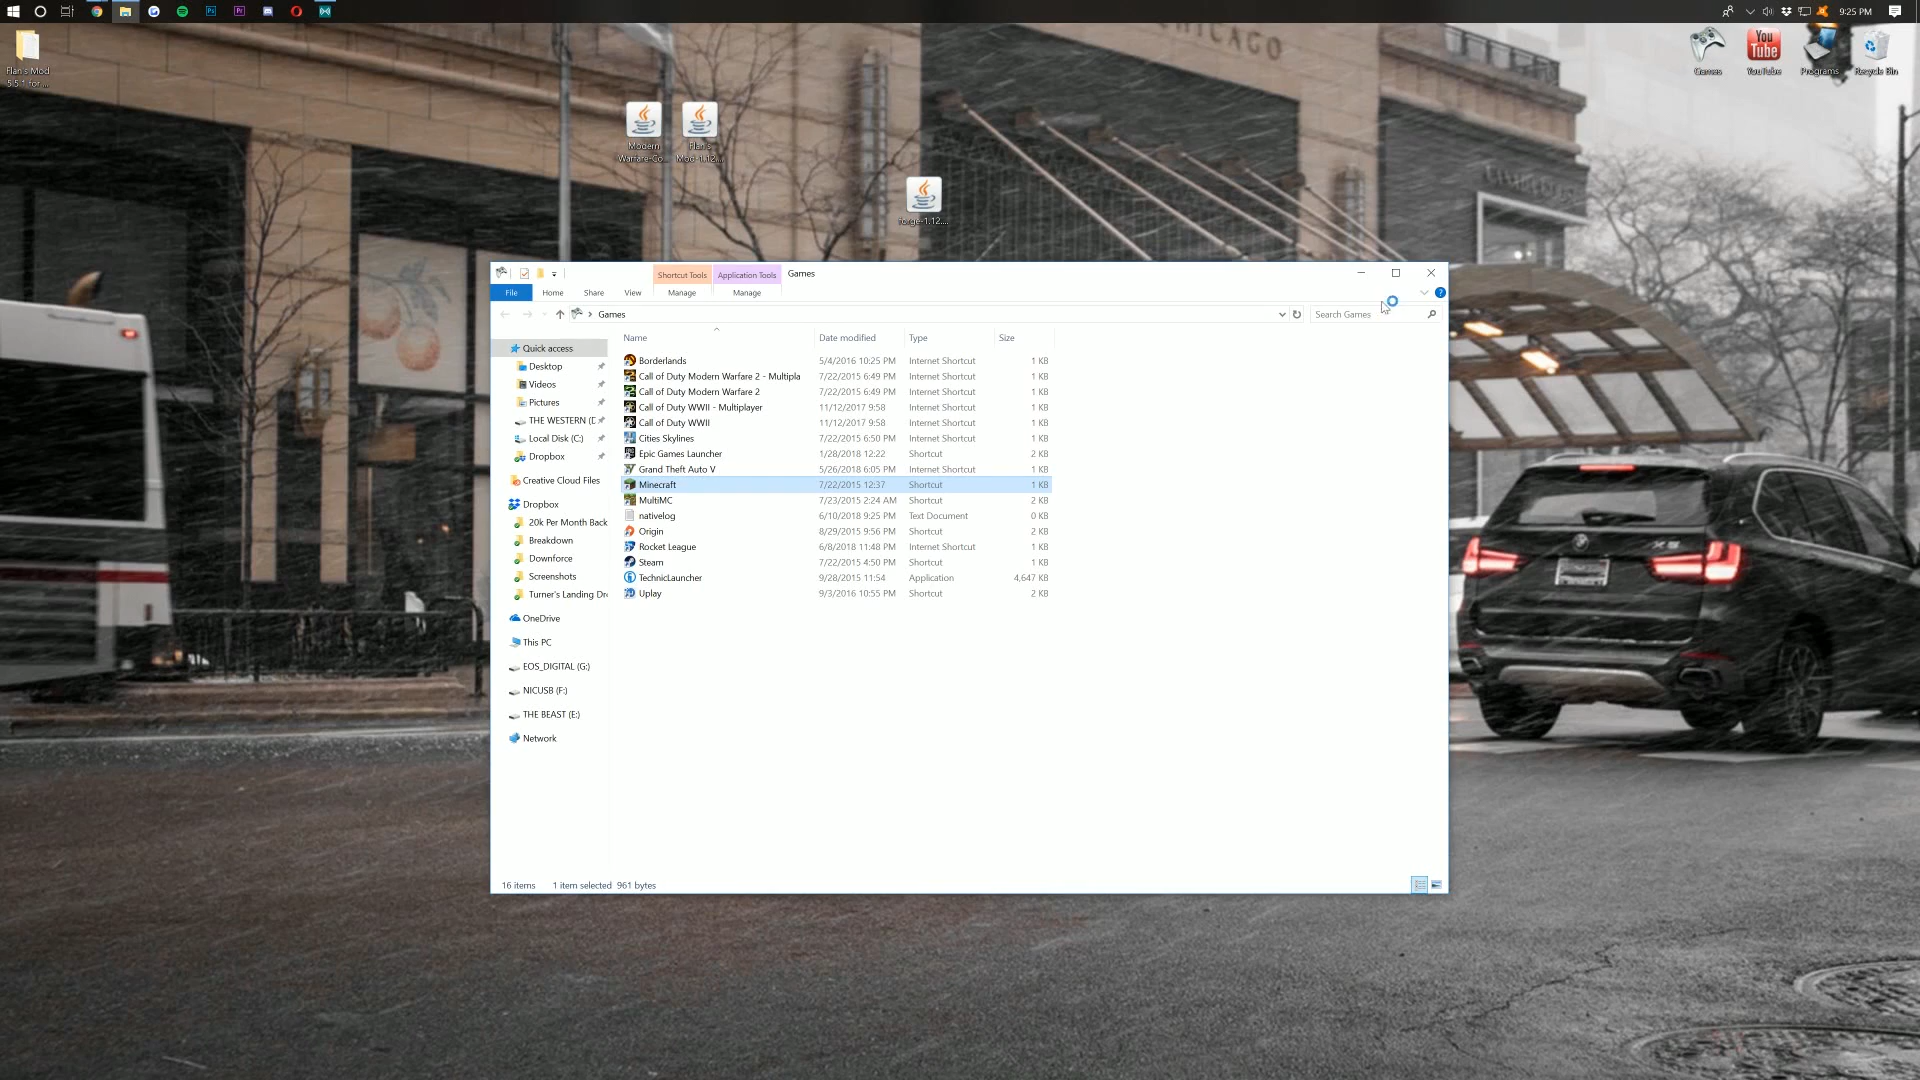 9:25 PM
Flan's Mod
5.5.1 for ...
Games
YouTube
Programs
Recycle Bin
You
Tube
CHICAGO
Modern
Warfare-Co...
Flan's
Mod-1.12....
forge-1.12....
Shortcut Tools
Application Tools
Games
File
Home
Share
View
Manage
Manage
Games
Search Games
Name
Date modified
Type
Size
Quick access
Desktop
Videos
Pictures
THE WESTERN (D
Local Disk (C:)
Dropbox
Creative Cloud Files
Dropbox
20k Per Month Back
Breakdown
Downforce
Screenshots
Turner's Landing Dr
OneDrive
This PC
EOS_DIGITAL (G:)
NICUSB (F:)
THE BEAST (E:)
Network
Borderlands 5/4/2016 10:25 PM Internet Shortcut 1 KB
Call of Duty Modern Warfare 2 - Multipla 7/22/2015 6:49 PM Internet Shortcut 1 KB
Call of Duty Modern Warfare 2 7/22/2015 6:49 PM Internet Shortcut 1 KB
Call of Duty WWII - Multiplayer 11/12/2017 9:58 Internet Shortcut 1 KB
Call of Duty WWII 11/12/2017 9:58 Internet Shortcut 1 KB
Cities Skylines 7/22/2015 6:50 PM Internet Shortcut 1 KB
Epic Games Launcher 1/28/2018 12:22 Shortcut 2 KB
Grand Theft Auto V 5/26/2018 6:05 PM Internet Shortcut 1 KB
Minecraft 7/22/2015 12:37 Shortcut 1 KB
MultiMC 7/23/2015 2:24 AM Shortcut 2 KB
nativelog 6/10/2018 9:25 PM Text Document 0 KB
Origin 8/29/2015 9:56 PM Shortcut 2 KB
Rocket League 6/8/2018 11:48 PM Internet Shortcut 1 KB
Steam 7/22/2015 4:50 PM Shortcut 1 KB
TechnicLauncher 9/28/2015 11:54 Application 4,647 KB
Uplay 9/3/2016 10:55 PM Shortcut 2 KB
16 items 1 item selected 961 bytes